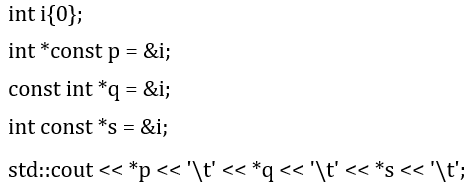 int i{0};
int *const p = &i;
const int *q = &i;
int const *s = &i;
std::cout << *p << '\t' << *q << '\t' << *s << '\t';